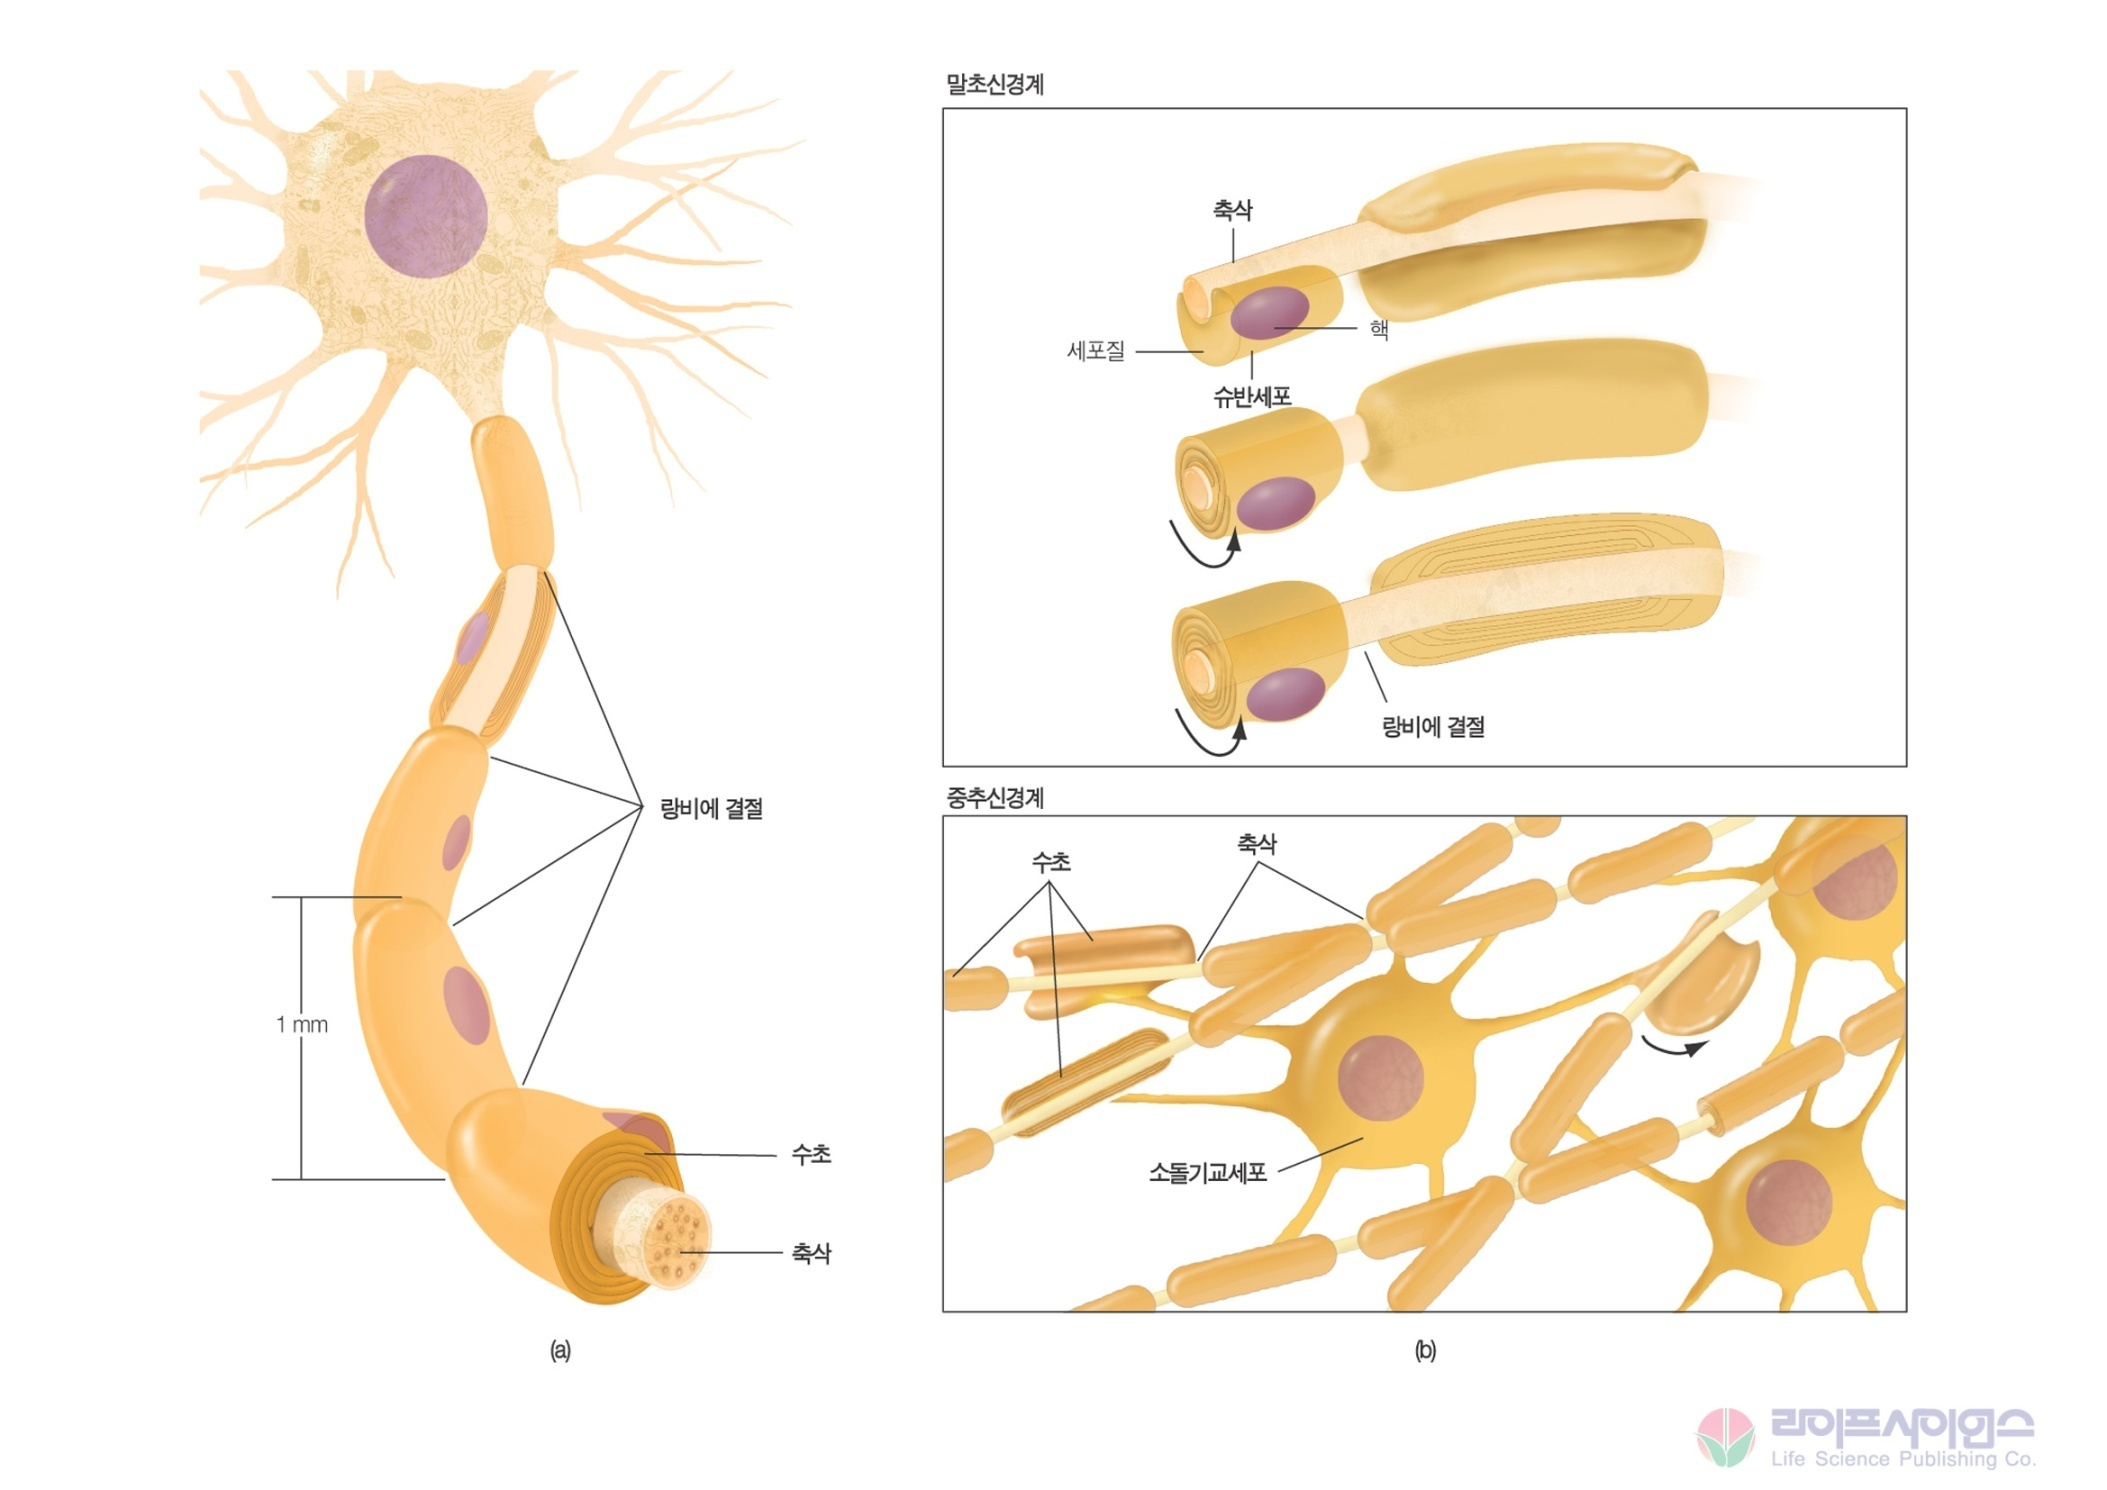 랑비에 결절
1 mm
수초
축삭
(a)
말초신경계
축삭
핵
세포질
슈반세포
랑비에 결절
중추신경계
수초
축삭
소돌기교세포
(b)
라이프사이언스
Life Science Publishing Co.